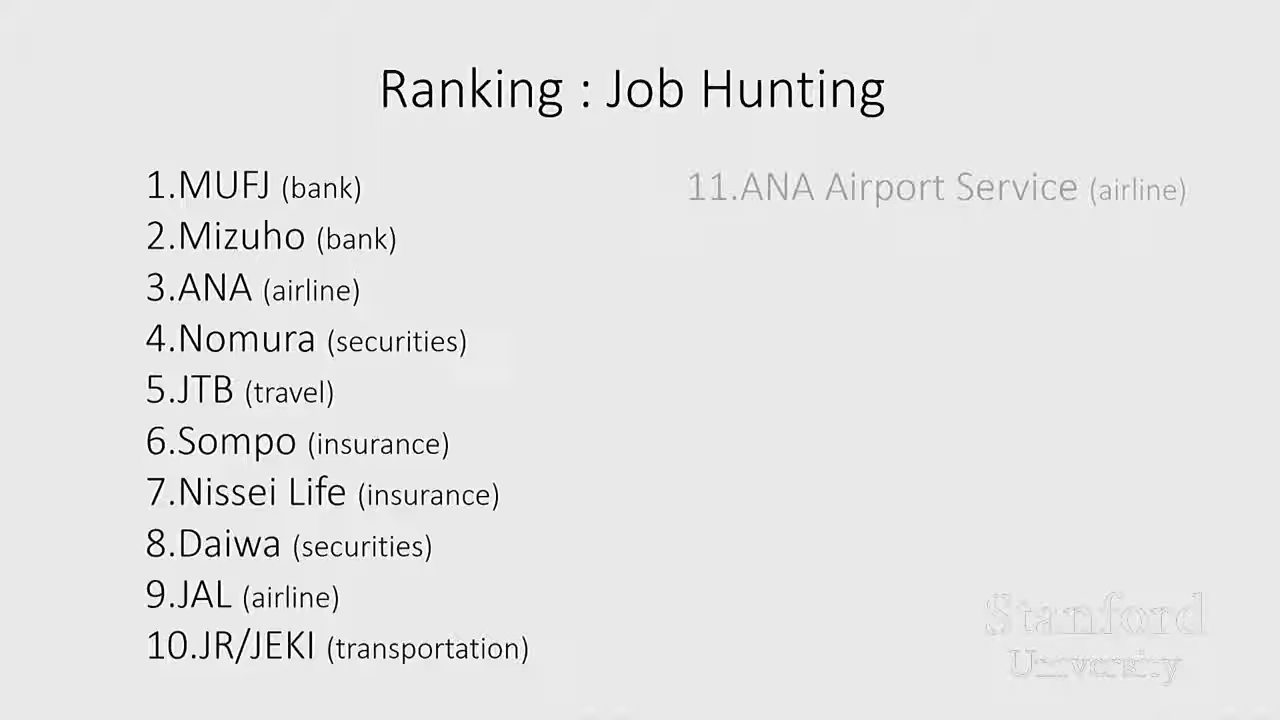 Ranking : Job Hunting
1.MUFJ (bank)
2.Mizuho (bank)
3.ANA (airline)
4.Nomura (securities)
5.JTB (travel)
6.Sompo (insurance)
7.Nissei Life (insurance)
8.Daiwa (securities)
9.JAL (airline)
10.JR/JEKI (transportation)
11.ANA Airport Service (airline)
Stanford
University